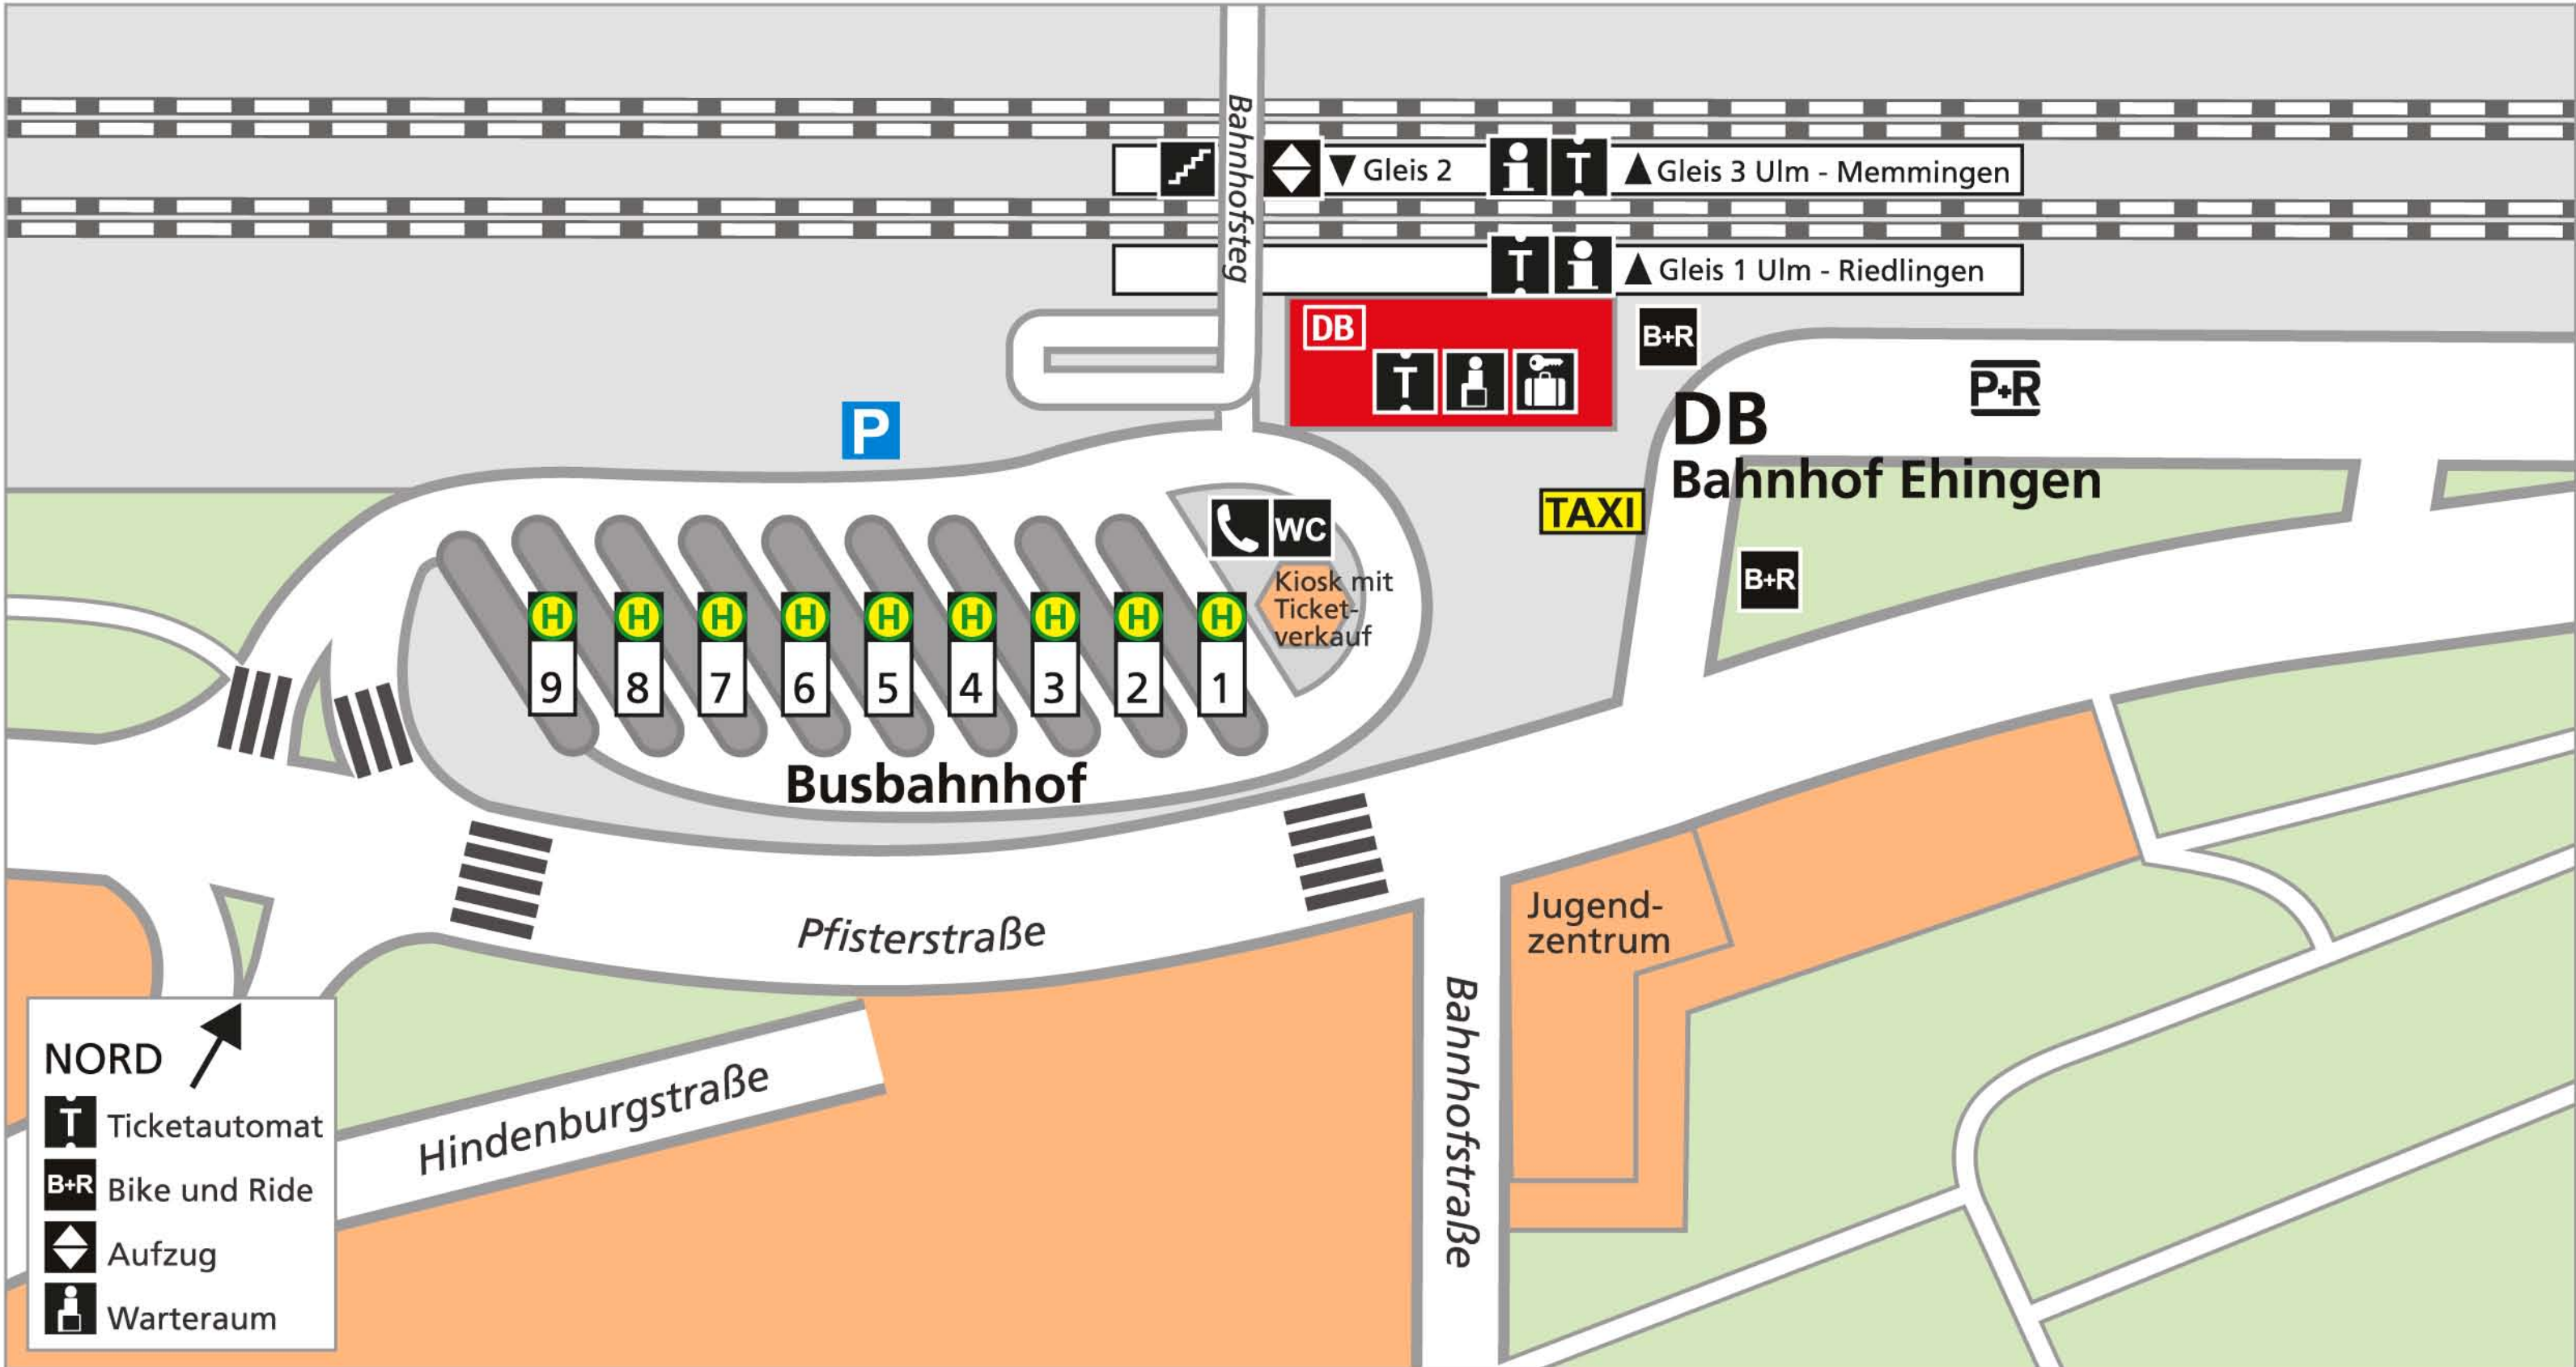 Bahnhofsteg
▼ Gleis 2
i
T
▲ Gleis 3 Ulm - Memmingen
T
i
▲ Gleis 1 Ulm - Riedlingen
DB
T
B+R
P+R
DB
Bahnhof Ehingen
P
TAXI
WC
B+R
Kiosk mit
Ticket-
verkauf
H H H H H H H H H
9 8 7 6 5 4 3 2 1
Busbahnhof
Pfisterstraße
Jugend-
zentrum
Bahnhofstraße
Hindenburgstraße
NORD
T Ticketautomat
B+R Bike und Ride
Aufzug
Warteraum